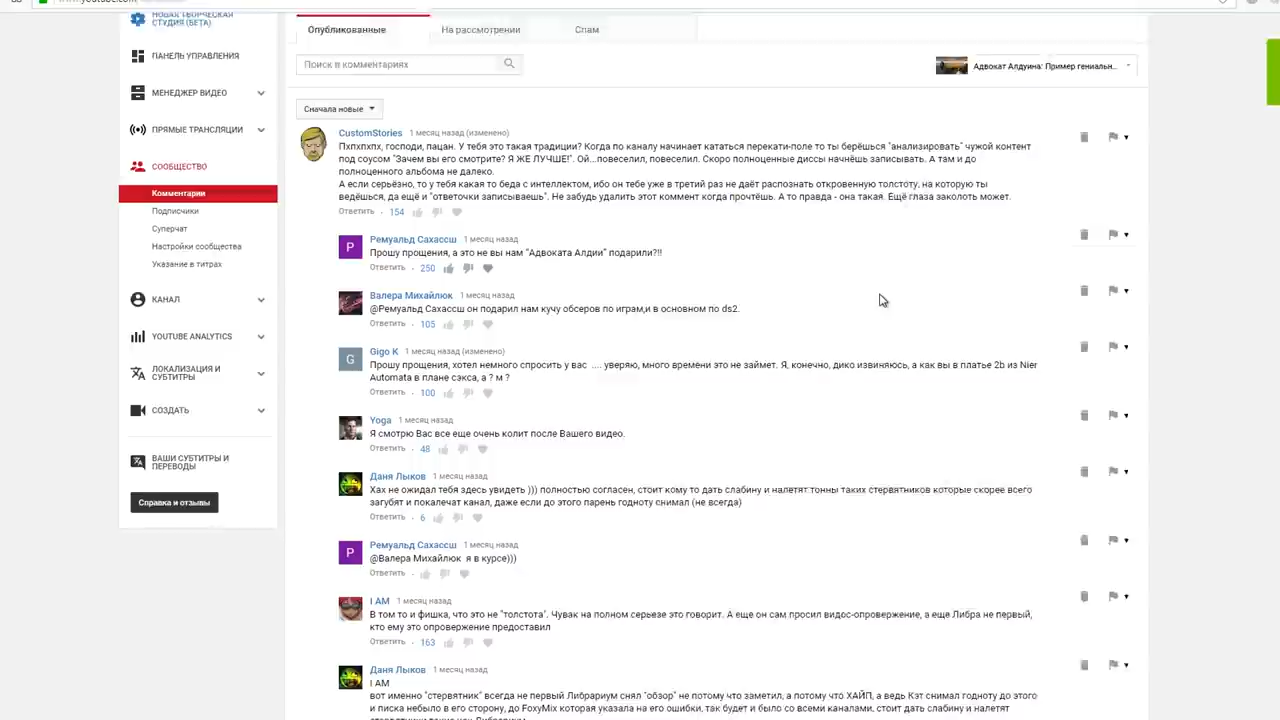 НОВАЯ ТВОРЧЕСКАЯ
СТУДИЯ (БЕТА)
ПАНЕЛЬ УПРАВЛЕНИЯ
МЕНЕДЖЕР ВИДЕО
ПРЯМЫЕ ТРАНСЛЯЦИИ
СООБЩЕСТВО
Комментарии
Подписчики
Суперчат
Настройки сообщества
Указание в титрах
КАНАЛ
YOUTUBE ANALYTICS
ЛОКАЛИЗАЦИЯ И
СУБТИТРЫ
СОЗДАТЬ
ВАШИ СУБТИТРЫ И
ПЕРЕВОДЫ
Справка и отзывы
Опубликованные На рассмотрении Спам
Поиск в комментариях
Адвокат Алдуина: Пример гениальн...
Сначала новые
CustomStories 1 месяц назад (изменено)
Пхпхпхпх, господи, пацан. У тебя это такая традиции? Когда по каналу начинает кататься перекати-поле то ты берёшься "анализировать" чужой контент
под соусом "Зачем вы его смотрите? Я ЖЕ ЛУЧШЕ!". Ой...повеселил, повеселил. Скоро полноценные диссы начнёшь записывать. А там и до
полноценного альбома не далеко.
А если серьёзно, то у тебя какая то беда с интеллектом, ибо он тебе уже в третий раз не даёт распознать откровенную толстоту, на которую ты
ведёшься, да ещё и "ответочки записываешь". Не забудь удалить этот коммент когда прочтёшь. А то правда - она такая. Ещё глаза заколоть может.
Ответить · 154
Ремуальд Сахассш 1 месяц назад
Прошу прощения, а это не вы нам "Адвоката Алдии" подарили?!!
Ответить · 250
Валера Михайлюк 1 месяц назад
@Ремуальд Сахассш он подарил нам кучу обсеров по играм,и в основном по ds2.
Ответить · 105
Gigo K 1 месяц назад (изменено)
Прошу прощения, хотел немного спросить у вас .... уверяю, много времени это не займет. Я, конечно, дико извиняюсь, а как вы в платье 2b из Nier
Automata в плане сэкса, а ? м ?
Ответить · 100
Yoga 1 месяц назад
Я смотрю Вас все еще очень колит после Вашего видео.
Ответить · 48
Даня Лыков 1 месяц назад
Хах не ожидал тебя здесь увидеть ))) полностью согласен, стоит кому то дать слабину и налетят тонны таких стервятников которые скорее всего
загубят и покалечат канал, даже если до этого парень годноту снимал (не всегда)
Ответить · 6
Ремуальд Сахассш 1 месяц назад
@Валера Михайлюк я в курсе)))
Ответить ·
I AM 1 месяц назад
В том то и фишка, что это не "толстота". Чувак на полном серьезе это говорит. А еще он сам просил видос-опровержение, а еще Либра не первый,
кто ему это опровержение предоставил
Ответить · 163
Даня Лыков 1 месяц назад
I AM
вот именно "стервятник" всегда не первый Либрариум снял "обзор" не потому что заметил, а потому что ХАЙП, а ведь Кэт снимал годноту до этого
и писка небыло в его сторону, до FoxyMix которая указала на его ошибки, так будет и было со всеми каналами, стоит дать слабину и налетят